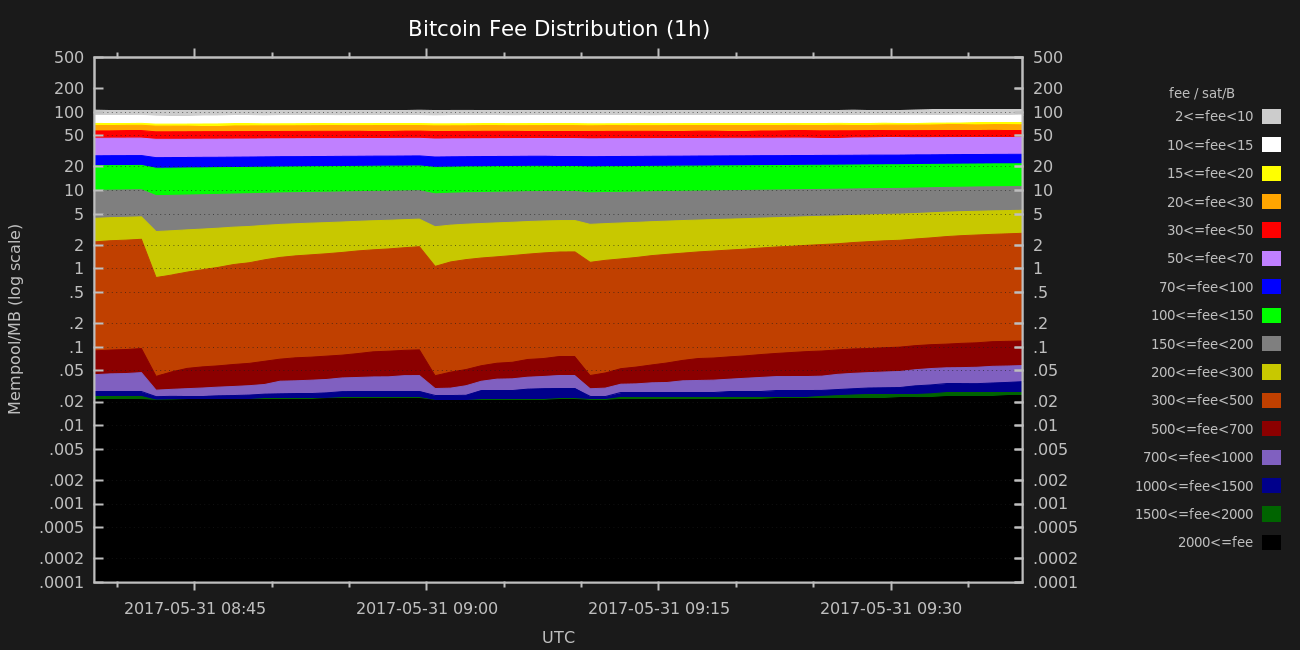 Bitcoin Fee Distribution (1h)
500 500
200 200
100 100
50 50
20 20
10 10
5 5
2 2
1 1
.5 .5
.2 .2
.1 .1
.05 .05
.02 .02
.01 .01
.005 .005
.002 .002
.001 .001
.0005 .0005
.0002 .0002
.0001 .0001
Mempool/MB (log scale)
2017-05-31 08:45 2017-05-31 09:00 2017-05-31 09:15 2017-05-31 09:30
UTC
fee / sat/B
2<=fee<10
10<=fee<15
15<=fee<20
20<=fee<30
30<=fee<50
50<=fee<70
70<=fee<100
100<=fee<150
150<=fee<200
200<=fee<300
300<=fee<500
500<=fee<700
700<=fee<1000
1000<=fee<1500
1500<=fee<2000
2000<=fee